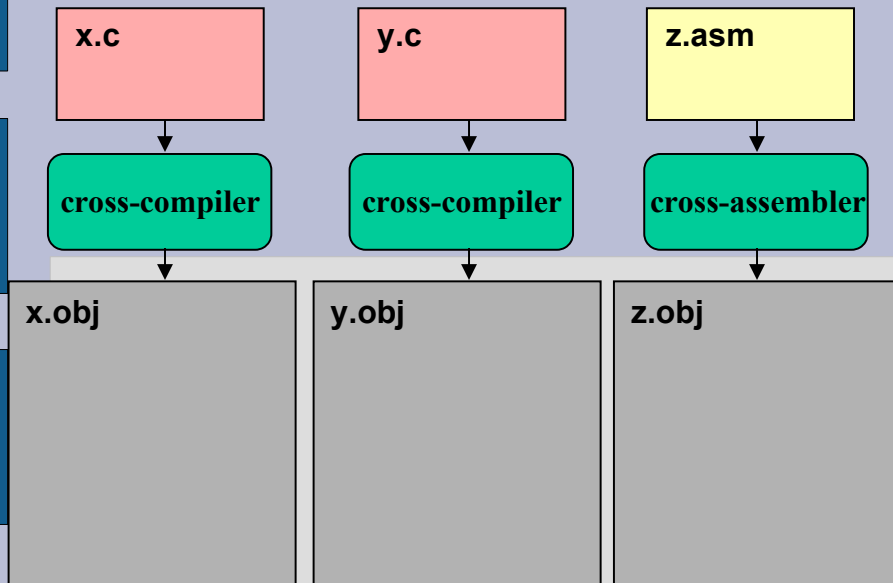 x.c
y.c
z.asm
cross-compiler
cross-compiler
cross-assembler
x.obj
y.obj
z.obj